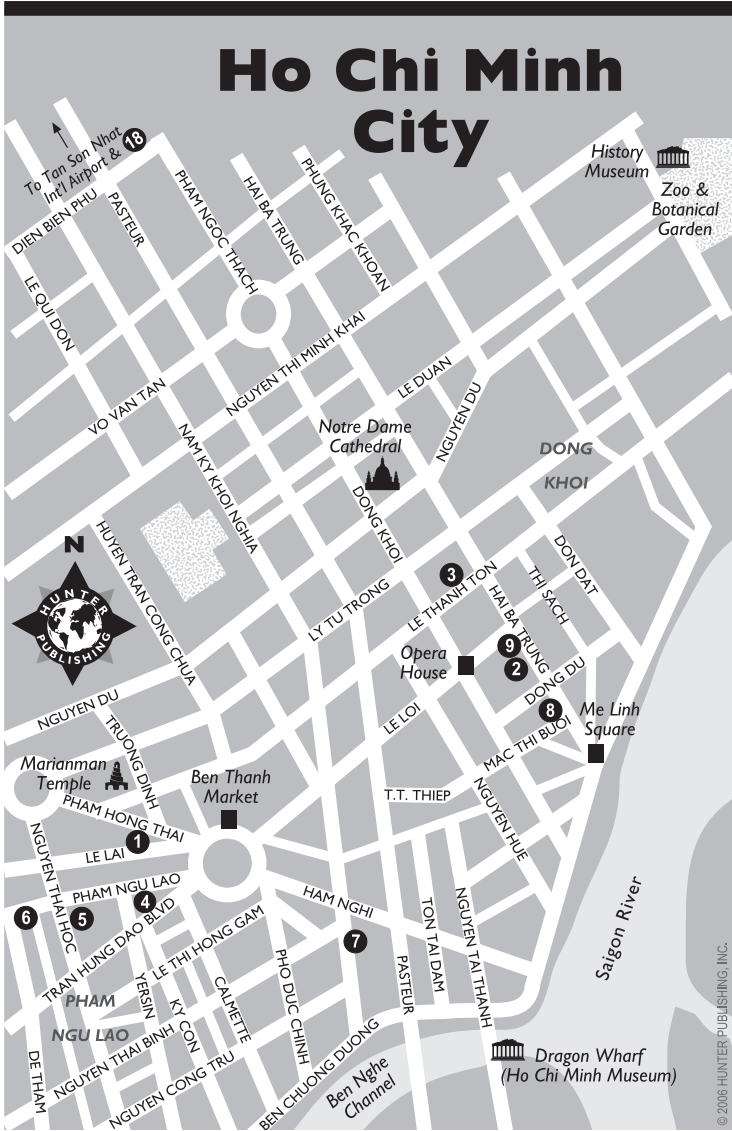 Ho Chi Minh
City
To Tan Son Nhat
Int'l Airport &
18
History
Museum
Zoo &
Botanical
Garden
DIEN BIEN PHU
PASTEUR
PHAM NGOC THACH
HAI BA TRUNG
PHUNG KHAC KHOAN
LE QUI DON
VO VAN TAN
NGUYEN THI MINH KHAI
LE DUAN
NGUYEN DU
Notre Dame
Cathedral
NAM KY KHOI NGHIA
DONG
KHOI
DONG KHOI
N
HUNTER
PUBLISHING
HUYEN TRAN CONG CHUA
LY TU TRONG
3
LE THANH TON
HAI BA TRUNG
THI SACH
DON DAT
Opera
House
9
2
DONG DU
8
Me Linh
Square
MAC THI BUOI
NGUYEN DU
TRUONG DINH
LE LOI
Marianman
Temple
Ben Thanh
Market
T.T. THIEP
NGUYEN HUE
PHAM HONG THAI
1
LE LAI
NGUYEN THAI HOC
PHAM NGU LAO
4
6
5
HAM NGHI
7
TRAN HUNG DAO BLVD
LE THI HONG GAM
TON TAI DAM
NGUYEN TAI THANH
Saigon River
PHAM
NGU LAO
YERSIN
KY CON
CALMETTE
PHO DUC CHINH
PASTEUR
DE THAM
NGUYEN THAI BINH
NGUYEN CONG TRU
BEN CHUONG DUONG
Ben Nghe
Channel
Dragon Wharf
(Ho Chi Minh Museum)
© 2006 HUNTER PUBLISHING, INC.